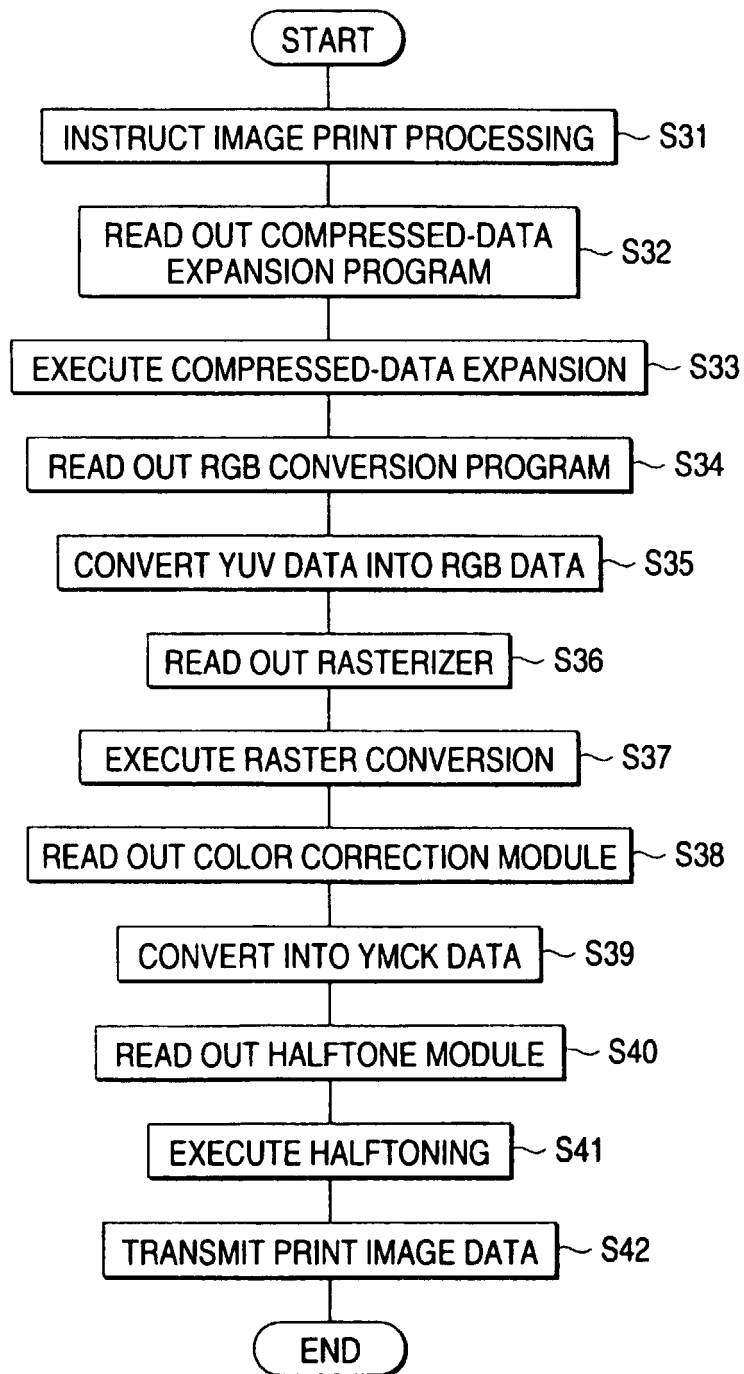 START
INSTRUCT IMAGE PRINT PROCESSING S31
READ OUT COMPRESSED-DATA
EXPANSION PROGRAM S32
EXECUTE COMPRESSED-DATA EXPANSION S33
READ OUT RGB CONVERSION PROGRAM S34
CONVERT YUV DATA INTO RGB DATA S35
READ OUT RASTERIZER S36
EXECUTE RASTER CONVERSION S37
READ OUT COLOR CORRECTION MODULE S38
CONVERT INTO YMCK DATA S39
READ OUT HALFTONE MODULE S40
EXECUTE HALFTONING S41
TRANSMIT PRINT IMAGE DATA S42
END